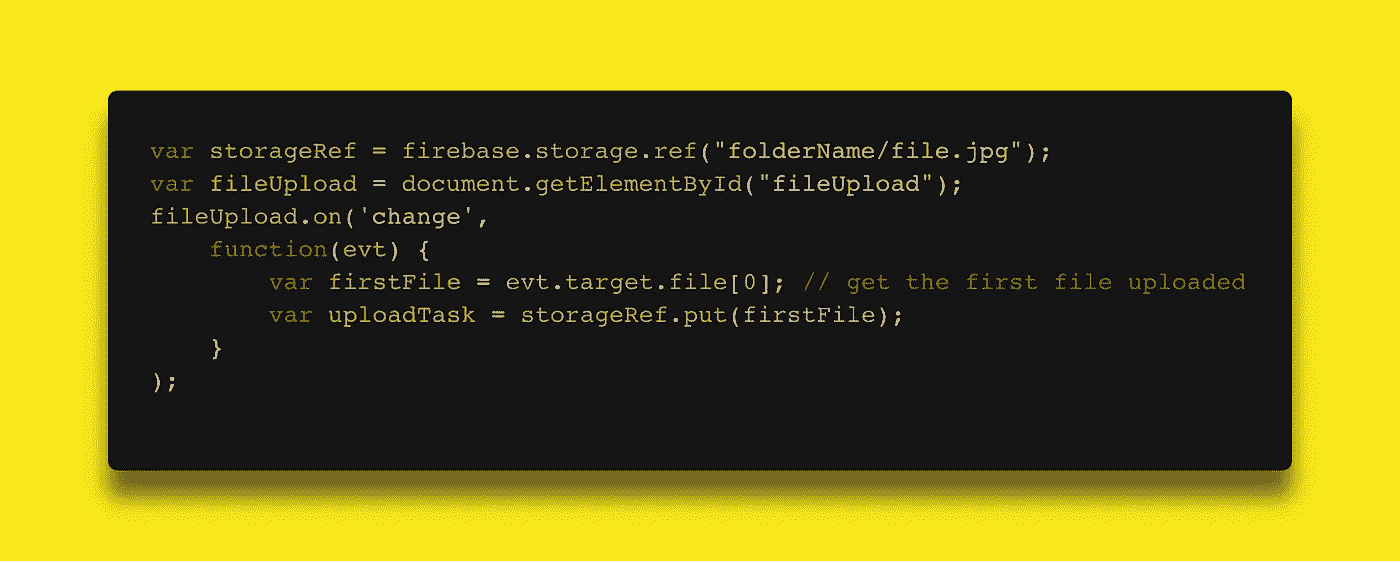 var storageRef = firebase.storage.ref("folderName/file.jpg");
var fileUpload = document.getElementById("fileUpload");
fileUpload.on('change',
    function(evt) {
        var firstFile = evt.target.file[0]; // get the first file uploaded
        var uploadTask = storageRef.put(firstFile);
    }
);